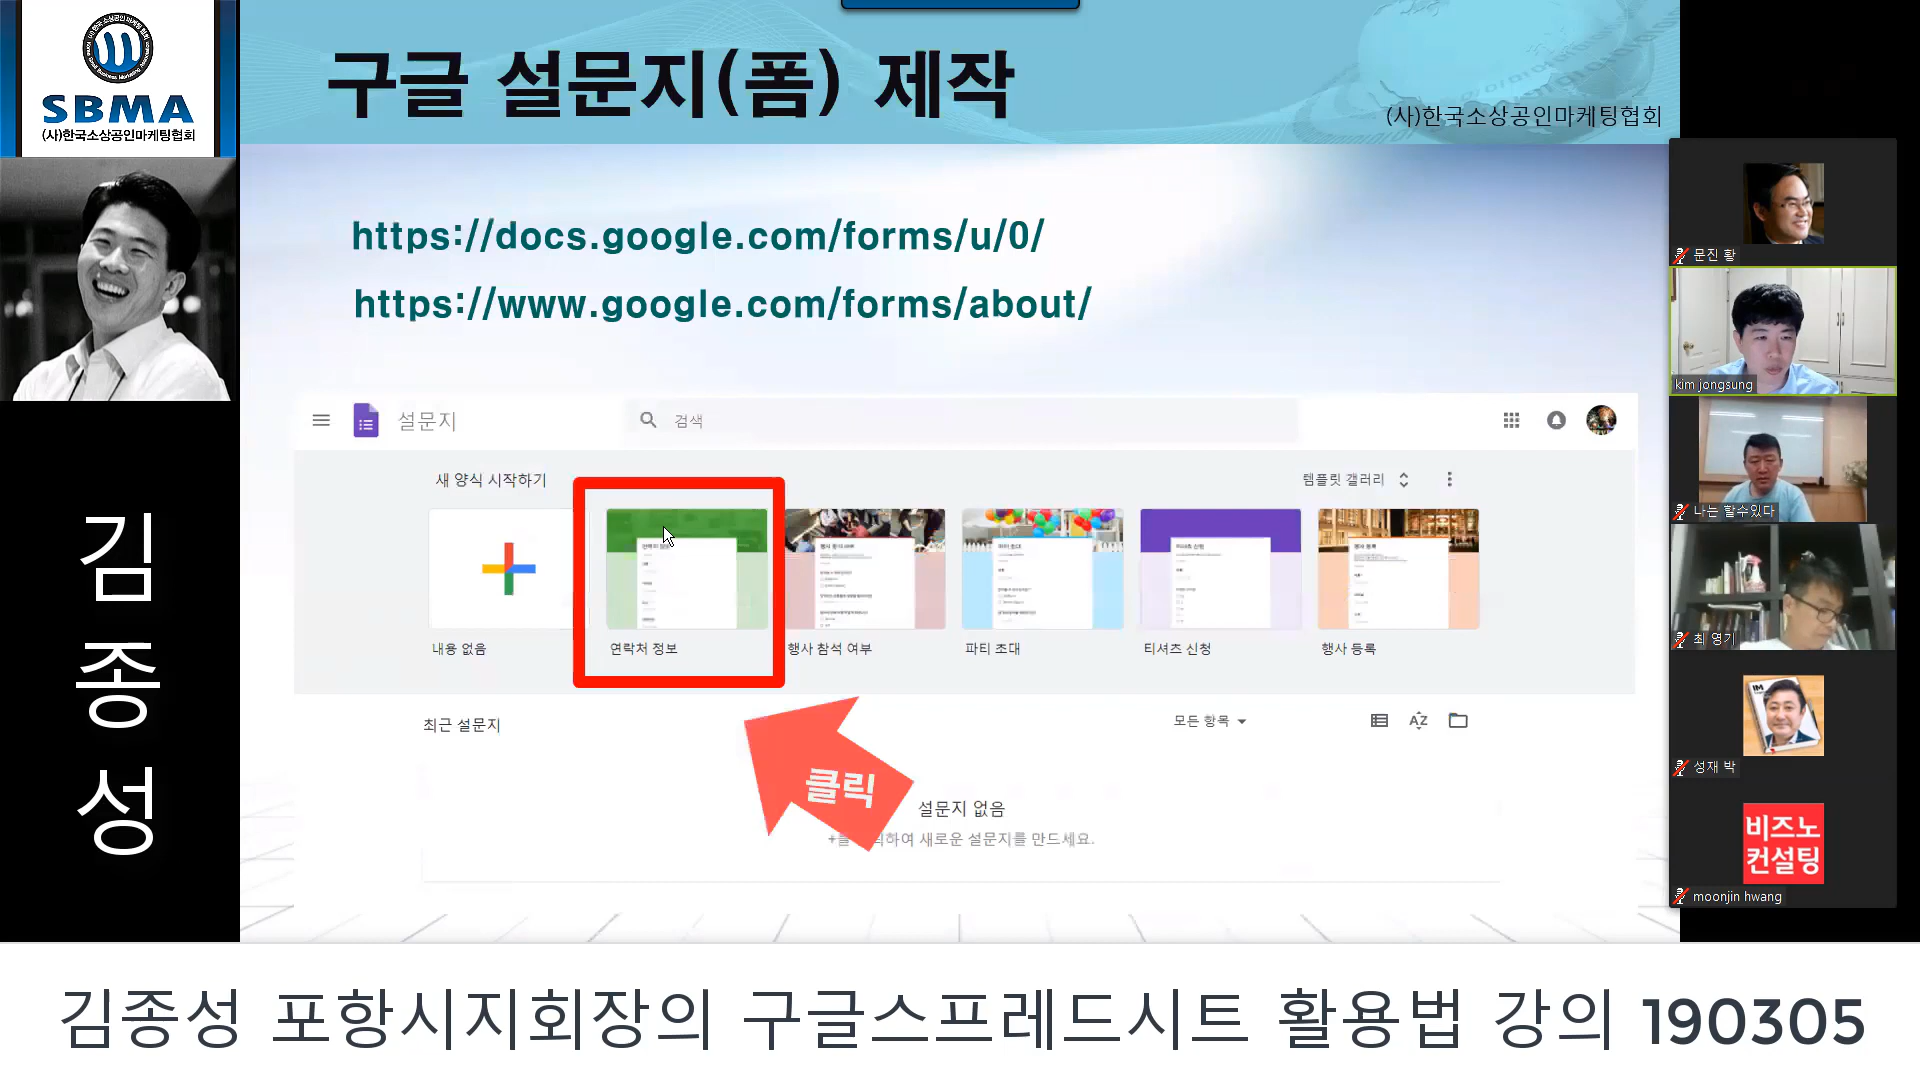 SBMA
(사)한국소상공인마케팅협회
구글 설문지(폼) 제작
(사)한국소상공인마케팅협회
https://docs.google.com/forms/u/0/
https://www.google.com/forms/about/
설문지
검색
새 양식 시작하기
템플릿 갤러리
내용 없음
연락처 정보
행사 참석 여부
파티 초대
티셔츠 신청
행사 등록
최근 설문지
모든 항목
AZ
클릭
설문지 없음
하여 새로운 설문지를 만드세요.
김
종
성
문진 황
kim jongsung
나는 할수있다
최 영기
성재 박
비즈노
컨설팅
moonjin hwang
김종성 포항시지회장의 구글스프레드시트 활용법 강의 190305